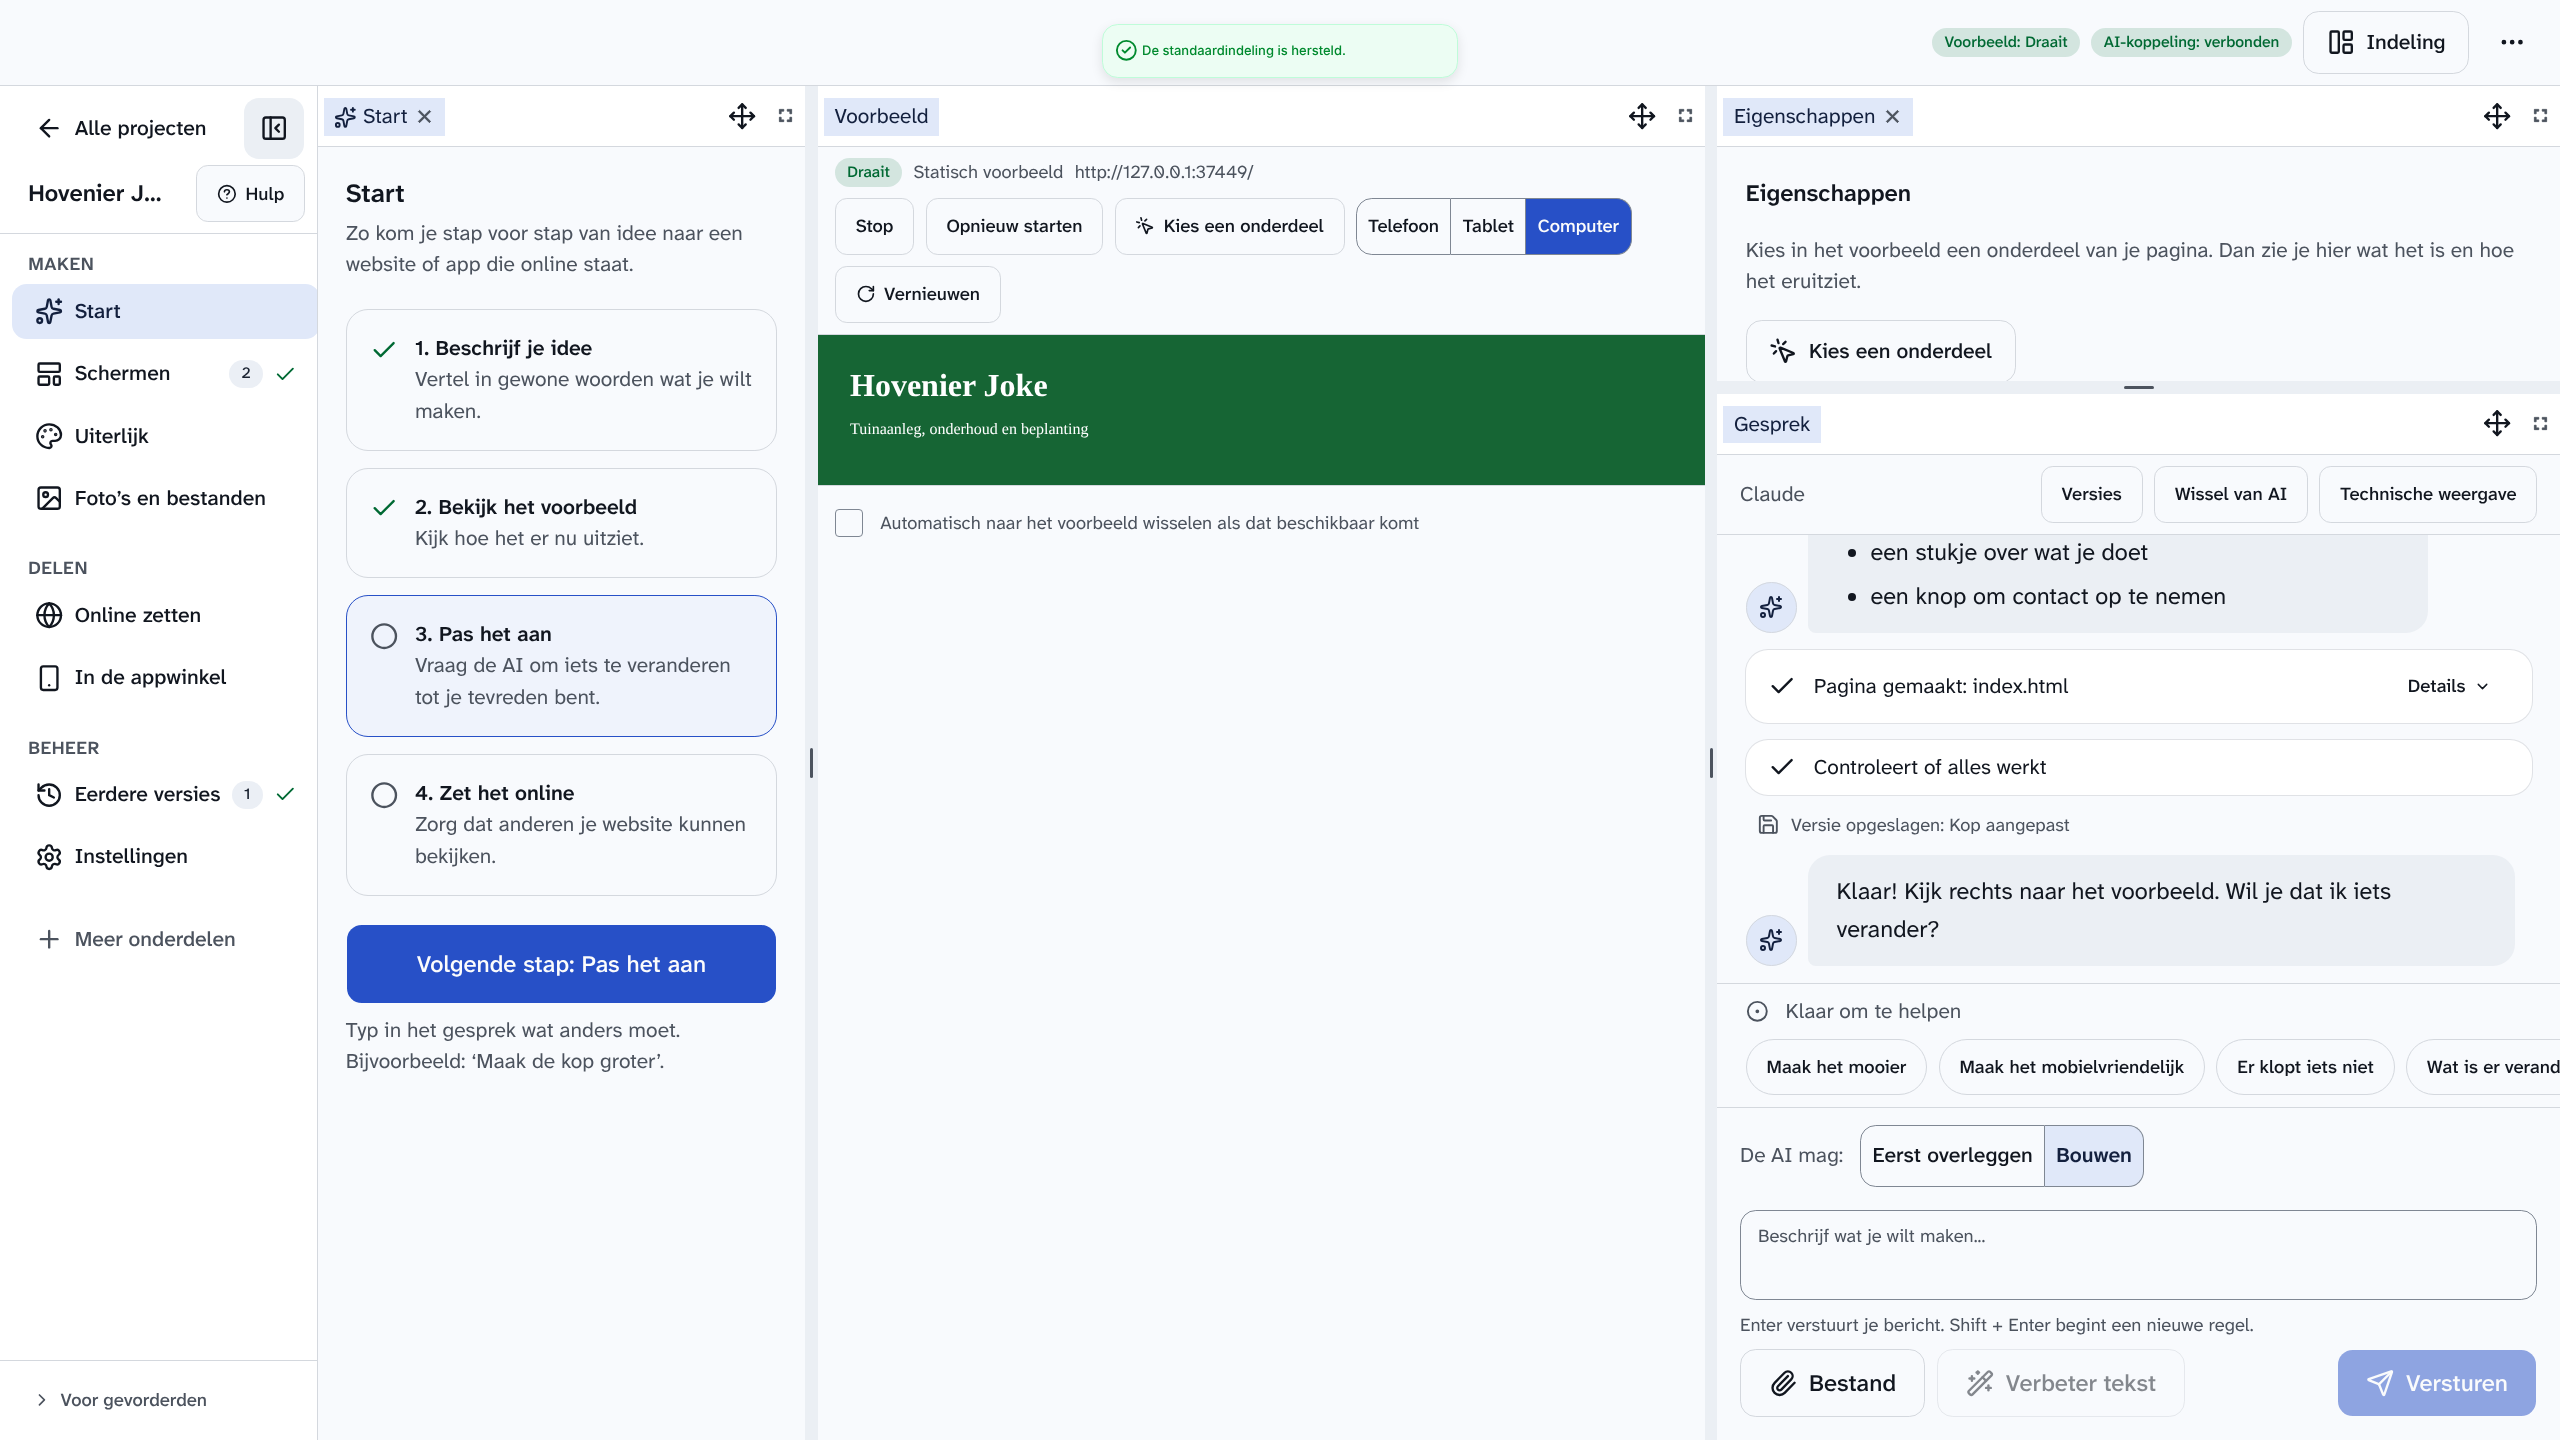 De standaardindeling is hersteld.
Voorbeeld: Draait
AI-koppeling: verbonden
Indeling
Alle projecten
Hovenier J...
Hulp
MAKEN
Start
Schermen 2
Uiterlijk
Foto’s en bestanden
DELEN
Online zetten
In de appwinkel
BEHEER
Eerdere versies 1
Instellingen
Meer onderdelen
Voor gevorderden
Start
Start
Zo kom je stap voor stap van idee naar een
website of app die online staat.
1. Beschrijf je idee
Vertel in gewone woorden wat je wilt
maken.
2. Bekijk het voorbeeld
Kijk hoe het er nu uitziet.
3. Pas het aan
Vraag de AI om iets te veranderen
tot je tevreden bent.
4. Zet het online
Zorg dat anderen je website kunnen
bekijken.
Volgende stap: Pas het aan
Typ in het gesprek wat anders moet.
Bijvoorbeeld: ‘Maak de kop groter’.
Voorbeeld
Draait Statisch voorbeeld http://127.0.0.1:37449/
Stop
Opnieuw starten
Kies een onderdeel
Telefoon
Tablet
Computer
Vernieuwen
Hovenier Joke
Tuinaanleg, onderhoud en beplanting
Automatisch naar het voorbeeld wisselen als dat beschikbaar komt
Eigenschappen
Eigenschappen
Kies in het voorbeeld een onderdeel van je pagina. Dan zie je hier wat het is en hoe
het eruitziet.
Kies een onderdeel
Gesprek
Claude
Versies
Wissel van AI
Technische weergave
• een stukje over wat je doet
• een knop om contact op te nemen
Pagina gemaakt: index.html
Details
Controleert of alles werkt
Versie opgeslagen: Kop aangepast
Klaar! Kijk rechts naar het voorbeeld. Wil je dat ik iets
verander?
Klaar om te helpen
Maak het mooier
Maak het mobielvriendelijk
Er klopt iets niet
Wat is er verand
De AI mag:
Eerst overleggen
Bouwen
Beschrijf wat je wilt maken...
Enter verstuurt je bericht. Shift + Enter begint een nieuwe regel.
Bestand
Verbeter tekst
Versturen